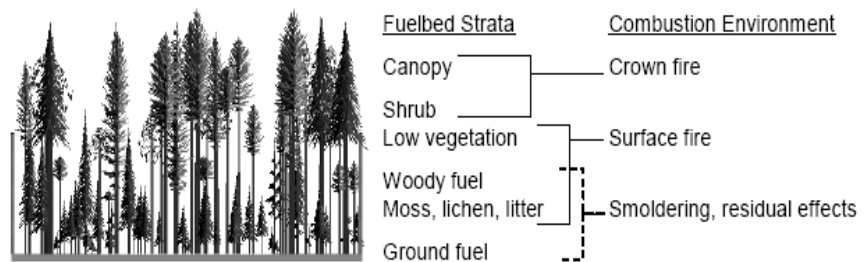 Fuelbed Strata Combustion Environment
Canopy Crown fire
Shrub
Low vegetation Surface fire
Woody fuel
Moss, lichen, litter Smoldering, residual effects
Ground fuel